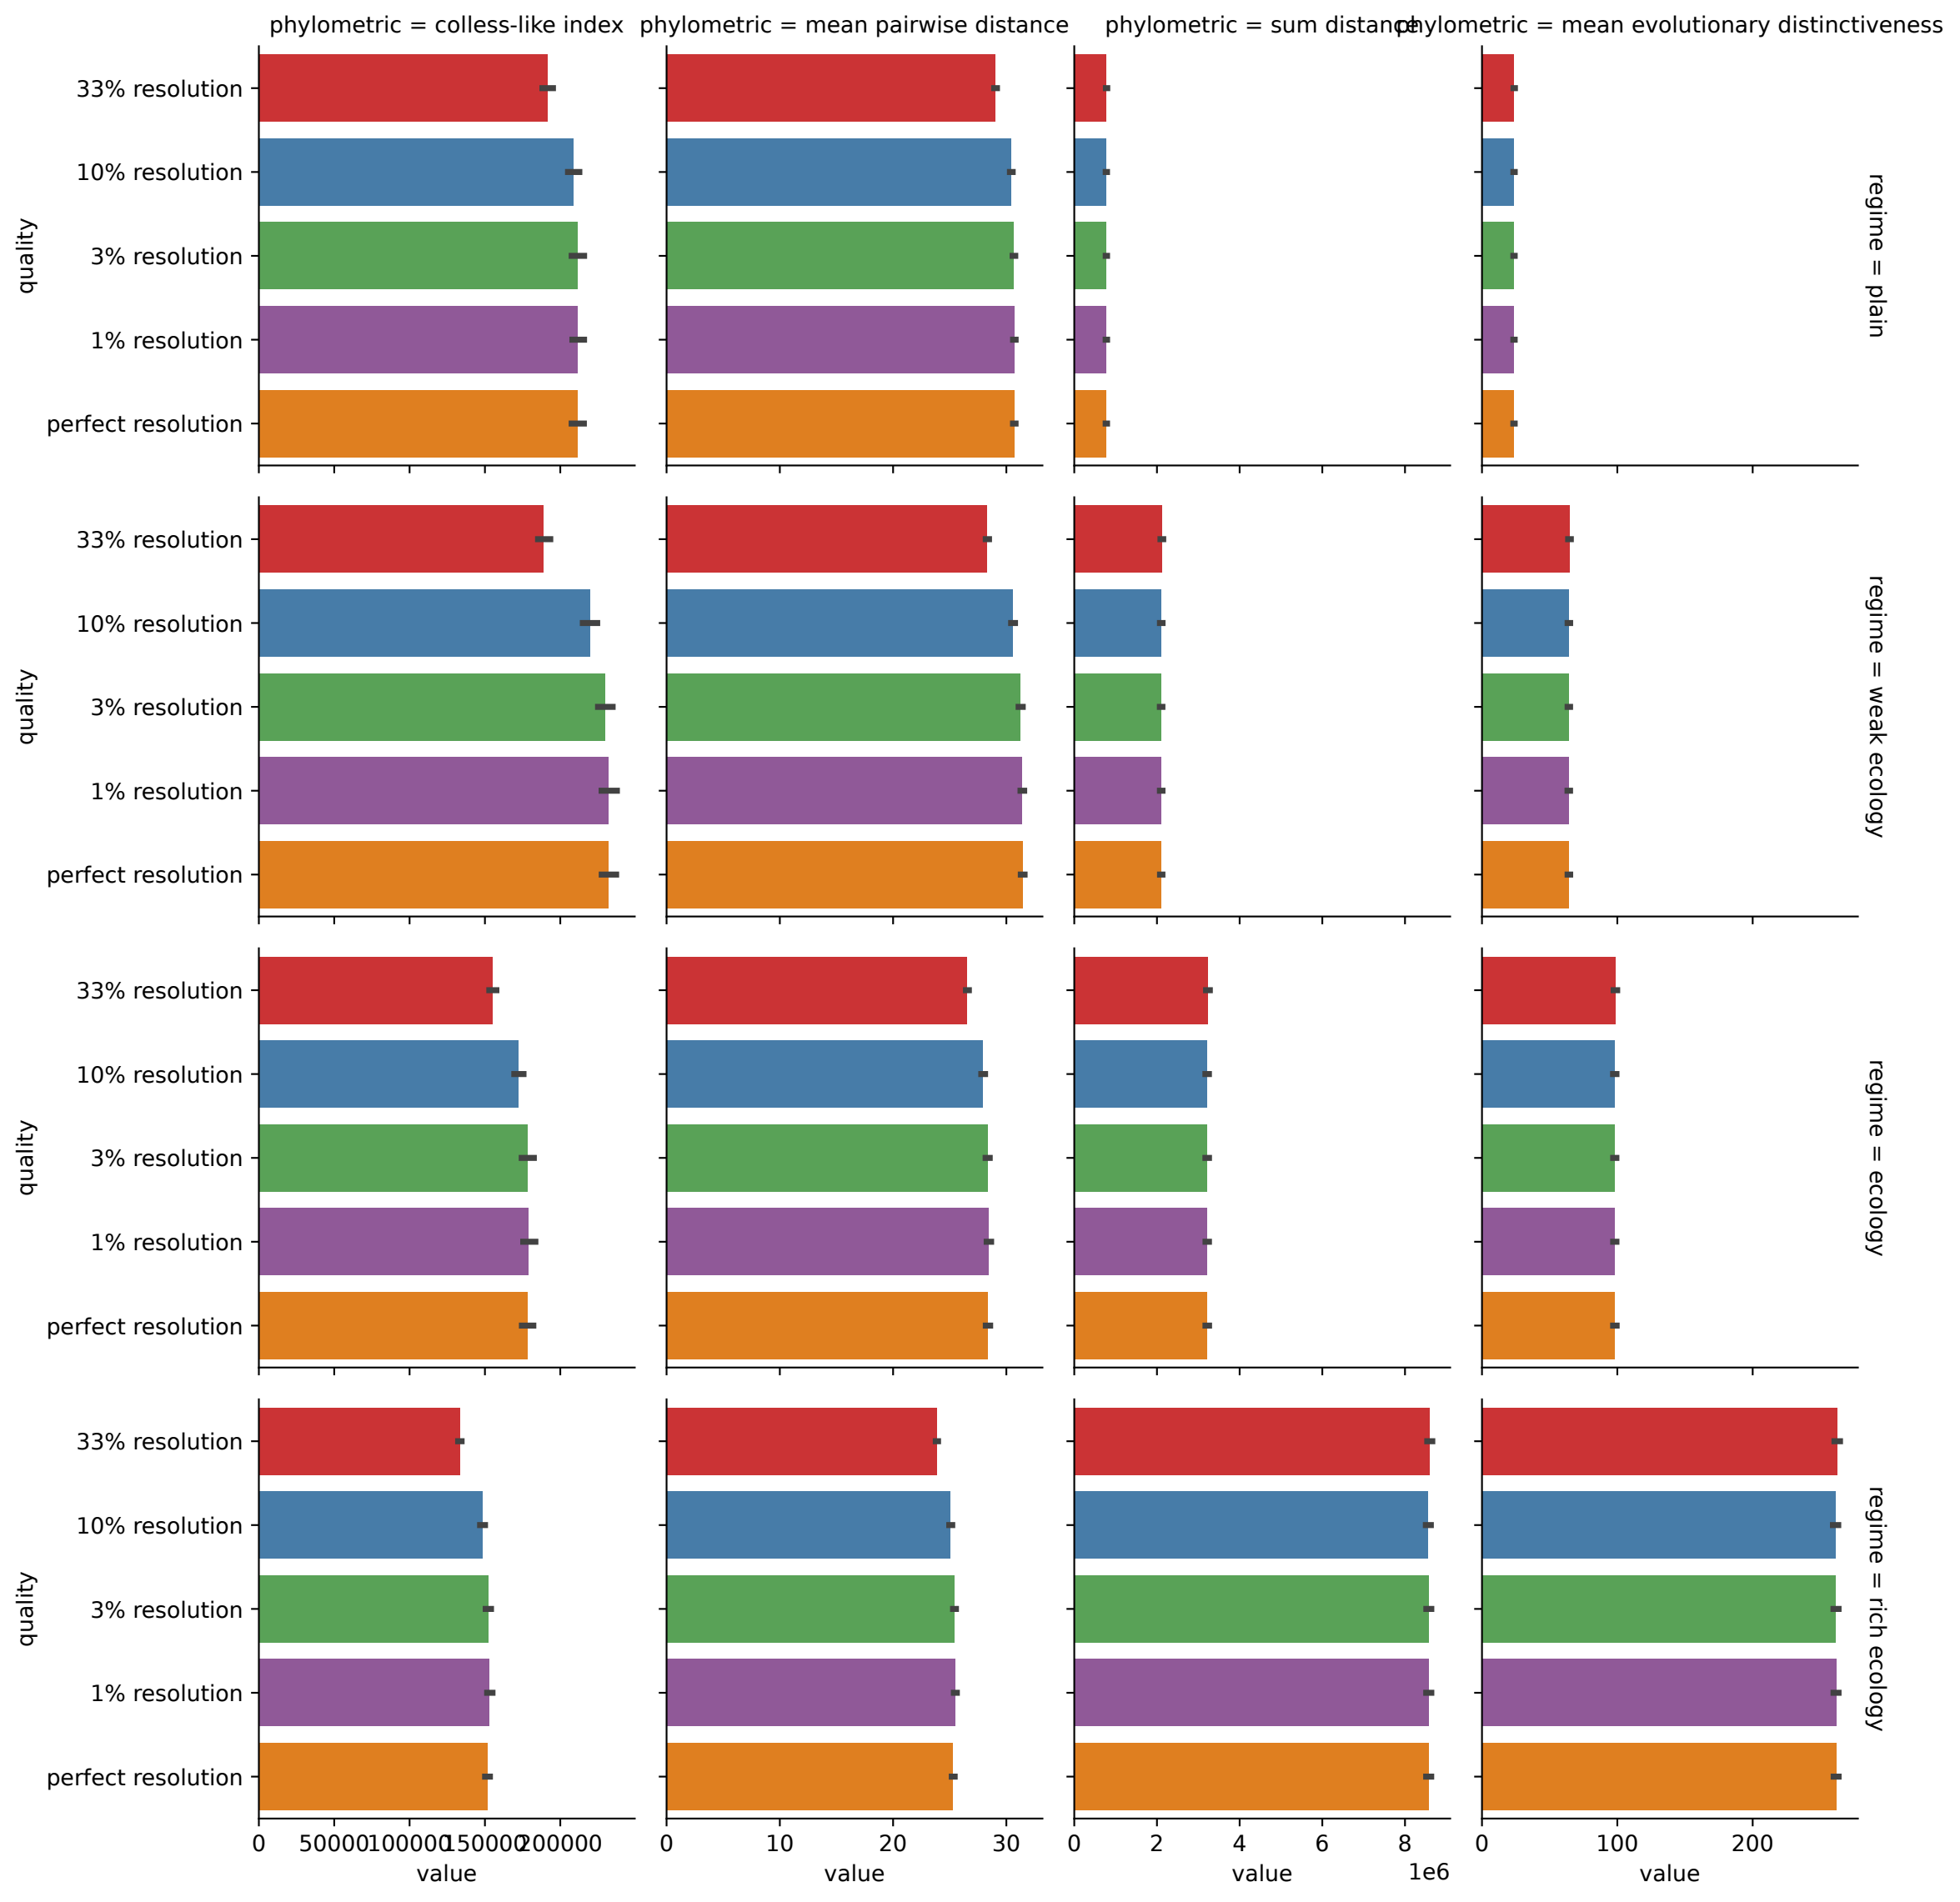 phylometric = colless-like index
phylometric = mean pairwise distance
phylometric = sum distance
phylometric = mean evolutionary distinctiveness
quality
33% resolution
10% resolution
3% resolution
1% resolution
perfect resolution
regime = plain
quality
33% resolution
10% resolution
3% resolution
1% resolution
perfect resolution
regime = weak ecology
quality
33% resolution
10% resolution
3% resolution
1% resolution
perfect resolution
regime = ecology
quality
33% resolution
10% resolution
3% resolution
1% resolution
perfect resolution
regime = rich ecology
0 50000 100000 150000 200000
value
0 10 20 30
value
0 2 4 6 8
1e6
value
0 100 200
value